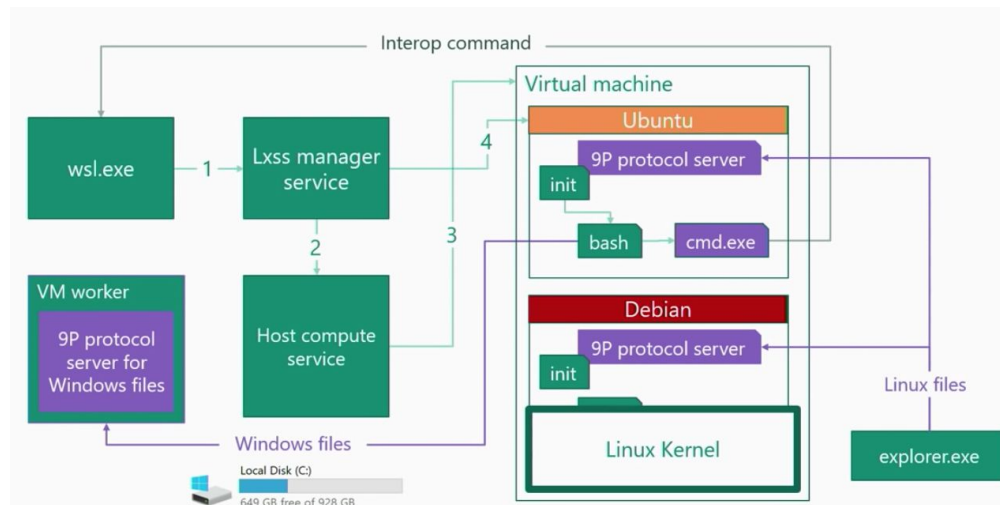 Interop command
wsl.exe
1
Lxss manager
service
2
Host compute
service
3
4
Virtual machine
Ubuntu
9P protocol server
init
bash
cmd.exe
Debian
9P protocol server
init
Linux Kernel
VM worker
9P protocol
server for
Windows files
Windows files
Local Disk (C:)
649 GB free of 928 GB
Linux files
explorer.exe